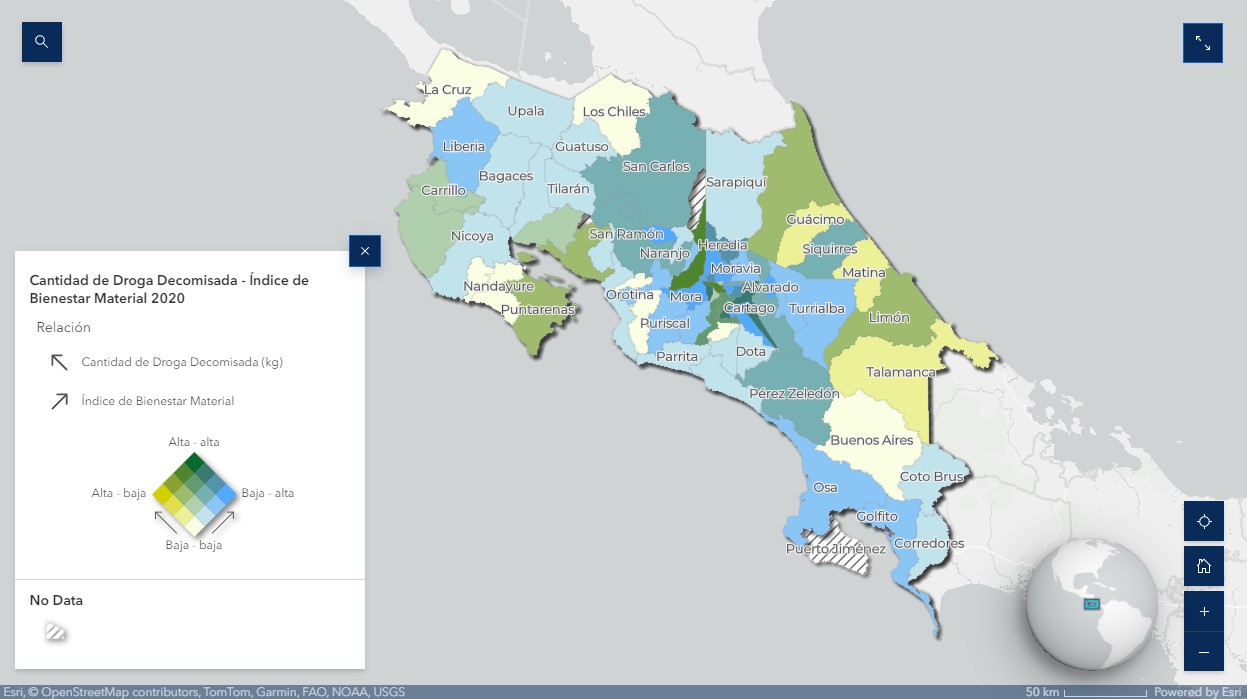 La Cruz
Upala
Los Chiles
Liberia
Guatuso
San Carlos
Bagaces
Carrillo
Tilarán
Sarapiquí
Guácimo
Nicoya
San Ramón
Heredia
Siquirres
Naranjo
Moravia
Matina
Nandayure
Alvarado
Orotina
Mora
Puntarenas
Cartago
Turrialba
Limón
Puriscal
Parrita
Dota
Talamanca
Pérez Zeledón
Buenos Aires
Coto Brus
Osa
Golfito
Puerto Jiménez
Corredores
Cantidad de Droga Decomisada - Índice de
Bienestar Material 2020
Relación
Cantidad de Droga Decomisada (kg)
Índice de Bienestar Material
Alta - alta
Alta - baja
Baja - alta
Baja - baja
No Data
Esri, © OpenStreetMap contributors, TomTom, Garmin, FAO, NOAA, USGS
50 km
Powered by Esri